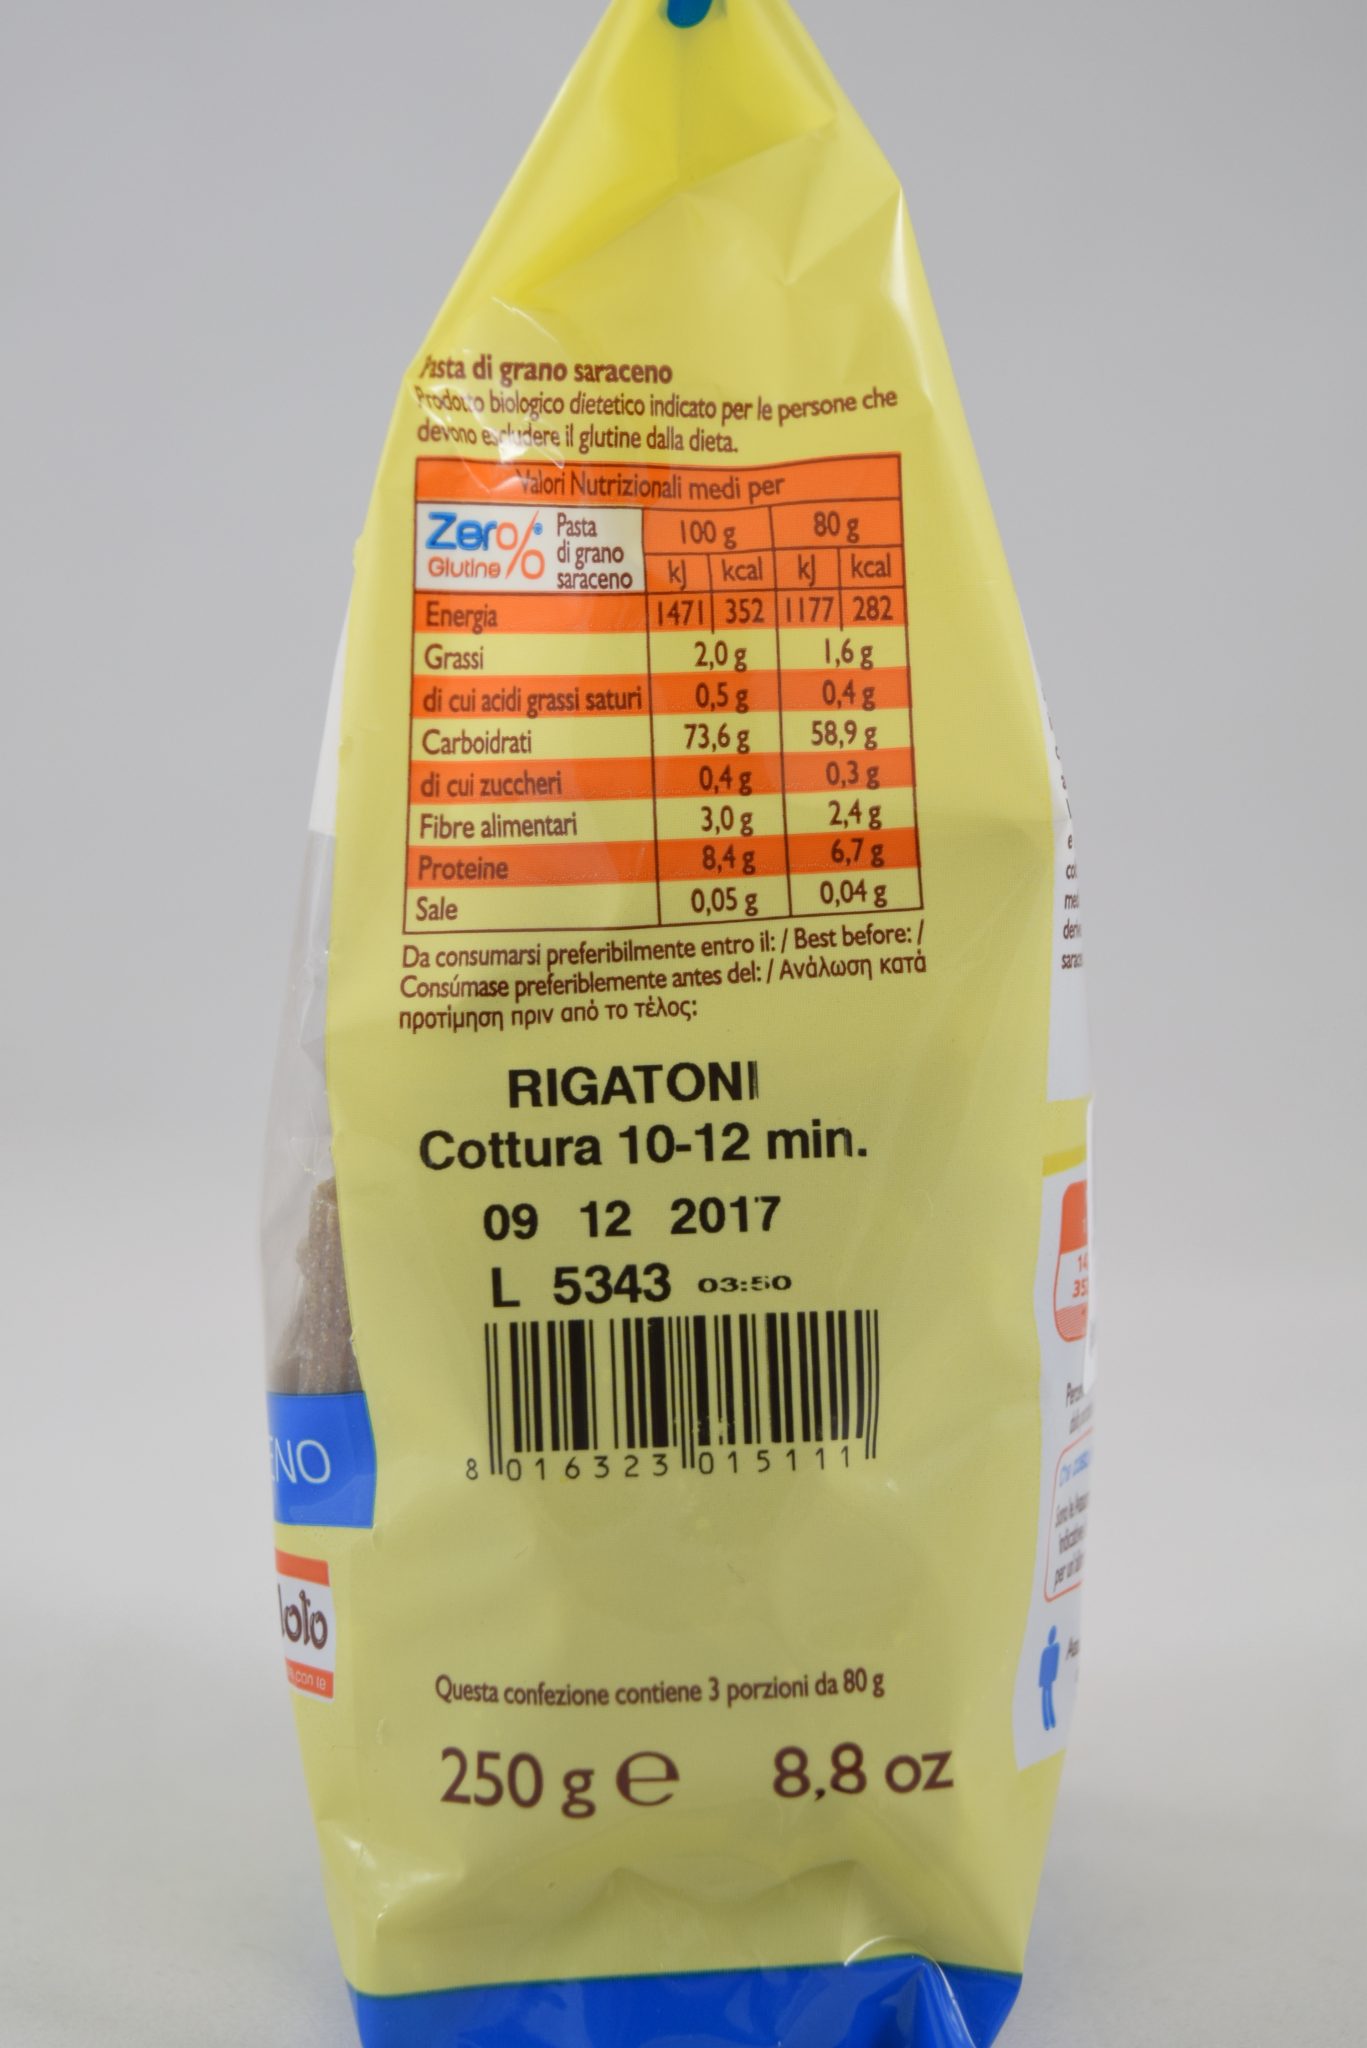 Pasta di grano saraceno
Prodotto biologico dietetico indicato per le persone che
devono escludere il glutine dalla dieta.
Valori Nutrizionali medi per
Zero%® Glutine Pasta di grano saraceno 100 g 80 g
kJ kcal kJ kcal
Energia 1471 352 1177 282
Grassi 2,0 g 1,6 g
di cui acidi grassi saturi 0,5 g 0,4 g
Carboidrati 73,6 g 58,9 g
di cui zuccheri 0,4 g 0,3 g
Fibre alimentari 3,0 g 2,4 g
Proteine 8,4 g 6,7 g
Sale 0,05 g 0,04 g
Da consumarsi preferibilmente entro il: / Best before: /
Consúmase preferiblemente antes del: / Ανάλωση κατά
προτίμηση πριν από το τέλος:
RIGATONI
Cottura 10-12 min.
09 12 2017
L 5343 03:50
8 016323 015111
ENO
loto
con te
Questa confezione contiene 3 porzioni da 80 g
250 g e 8,8 oz